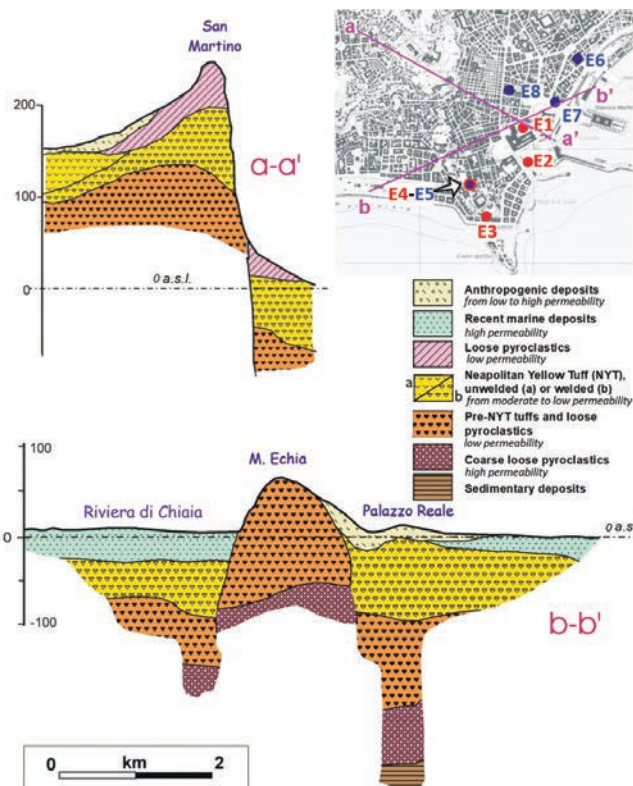 San
Martino
200
100
0
0 a.s.l.
a-a'
a
b
b'
a'
E6
E8
E7
E1
E2
E4-E5
E3
Anthropogenic deposits
from low to high permeability
Recent marine deposits
high permeability
Loose pyroclastics
low permeability
a
b
Neapolitan Yellow Tuff (NYT),
unwelded (a) or welded (b)
from moderate to low permeability
Pre-NYT tuffs and loose
pyroclastics
low permeability
Coarse loose pyroclastics
high permeability
Sedimentary deposits
100
0
-100
M. Echia
Riviera di Chiaia
Palazzo Reale
0 a.s
b-b'
0 km 2